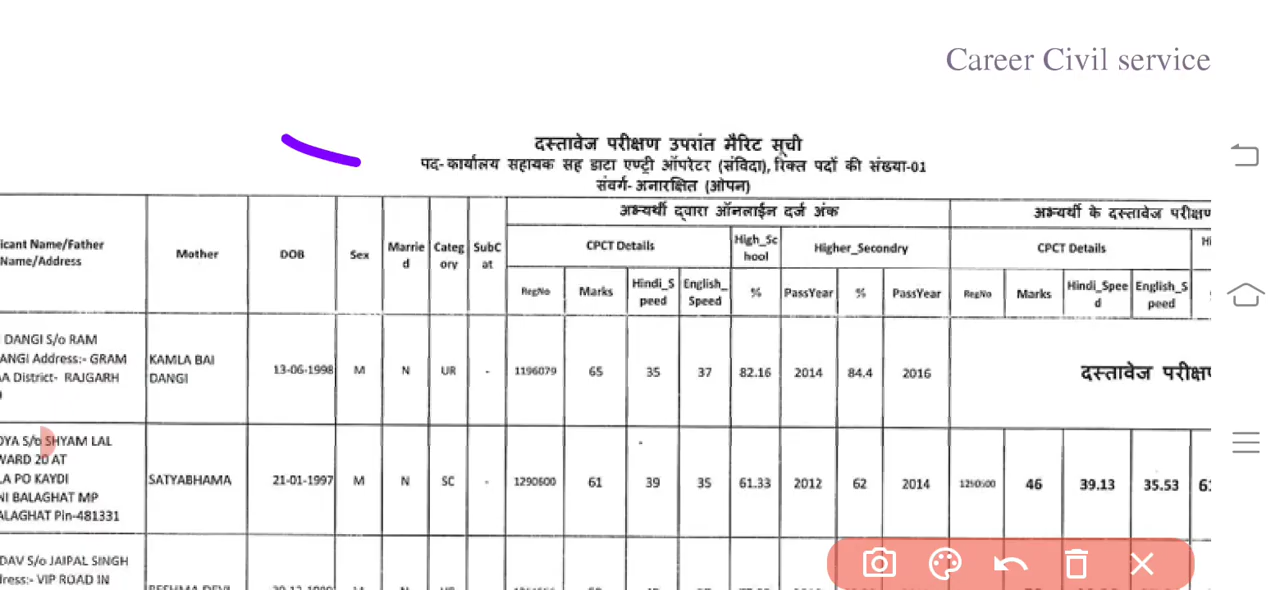 Career Civil service
दस्तावेज परीक्षण उपरांत मैरिट सूची
पद- कार्यालय सहायक सह डाटा एण्ट्री ऑपरेटर (संविदा), रिक्त पदों की संख्या-01
संवर्ग- अनारक्षित (ओपन)
अभ्यर्थी द्वारा ऑनलाईन दर्ज अंक अभ्यर्थी के दस्तावेज परीक्षण
icant Name/Father Name/Address Mother DOB Sex Marrie d Categ ory SubC at CPCT Details High_Sc hool Higher_Secondry CPCT Details
RegNo Marks Hindi_S peed English_ Speed % PassYear % PassYear RegNo Marks Hindi_Spee d English_S peed
DANGI S/o RAM
ANGI Address:- GRAM
AA District- RAJGARH
KAMLA BAI DANGI 13-06-1998 M N UR - 1196079 65 35 37 82.16 2014 84.4 2016 दस्तावेज परीक्षण
OYA S/o SHYAM LAL
WARD 20 AT
LA PO KAYDI
NI BALAGHAT MP
ALAGHAT Pin-481331
SATYABHAMA 21-01-1997 M N SC - 1290600 61 39 35 61.33 2012 62 2014 46 39.13 35.53
DAV S/o JAIPAL SINGH
dress:- VIP ROAD IN